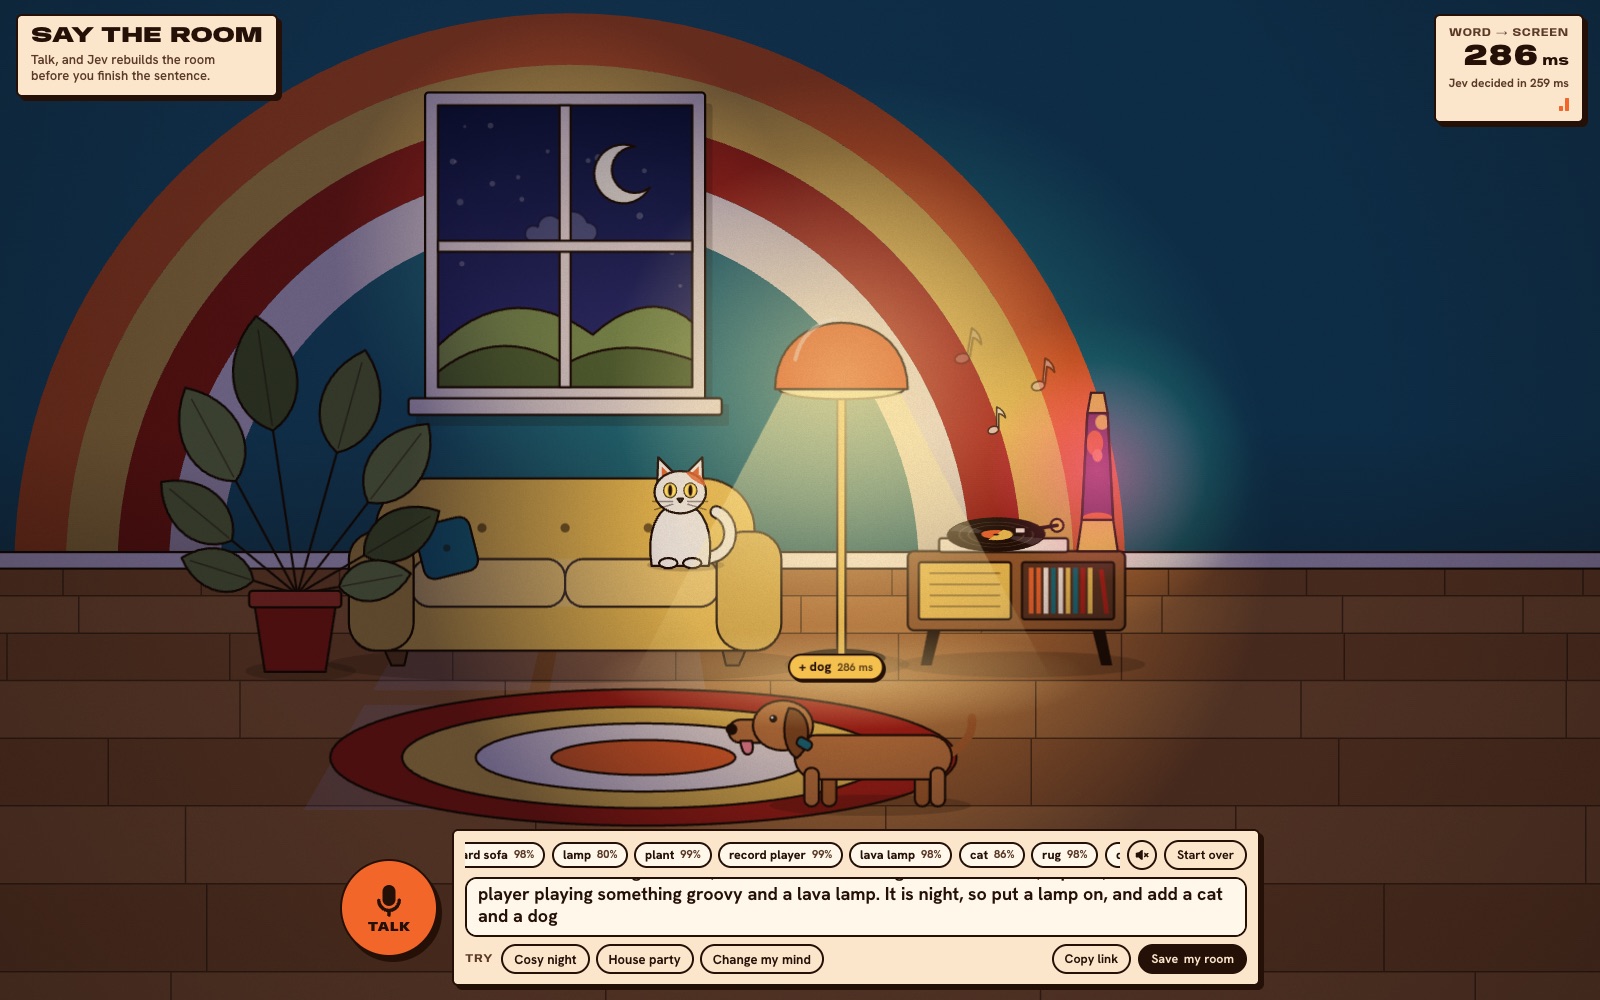 SAY THE ROOM
Talk, and Jev rebuilds the room
before you finish the sentence.
WORD → SCREEN
286 ms
Jev decided in 259 ms
+ dog 286 ms
98%
lamp 80%
plant 99%
record player 99%
lava lamp 98%
cat 86%
rug 98%
Start over
player playing something groovy and a lava lamp. It is night, so put a lamp on, and add a cat
and a dog
TALK
TRY
Cosy night
House party
Change my mind
Copy link
Save my room